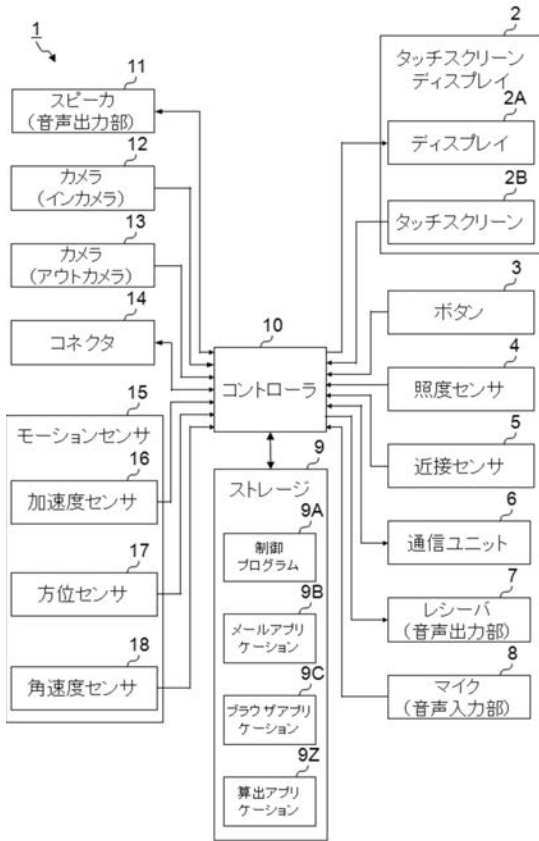 1
11
スピーカ
(音声出力部)
12
カメラ
(インカメラ)
13
カメラ
(アウトカメラ)
14
コネクタ
15
モーションセンサ
16
加速度センサ
17
方位センサ
18
角速度センサ
10
コントローラ
9
ストレージ
9A
制御
プログラム
9B
メールアプリ
ケーション
9C
ブラウザアプリ
ケーション
9Z
算出アプリ
ケーション
2
タッチスクリーン
ディスプレイ
2A
ディスプレイ
2B
タッチスクリーン
3
ボタン
4
照度センサ
5
近接センサ
6
通信ユニット
7
レシーバ
(音声出力部)
8
マイク
(音声入力部)